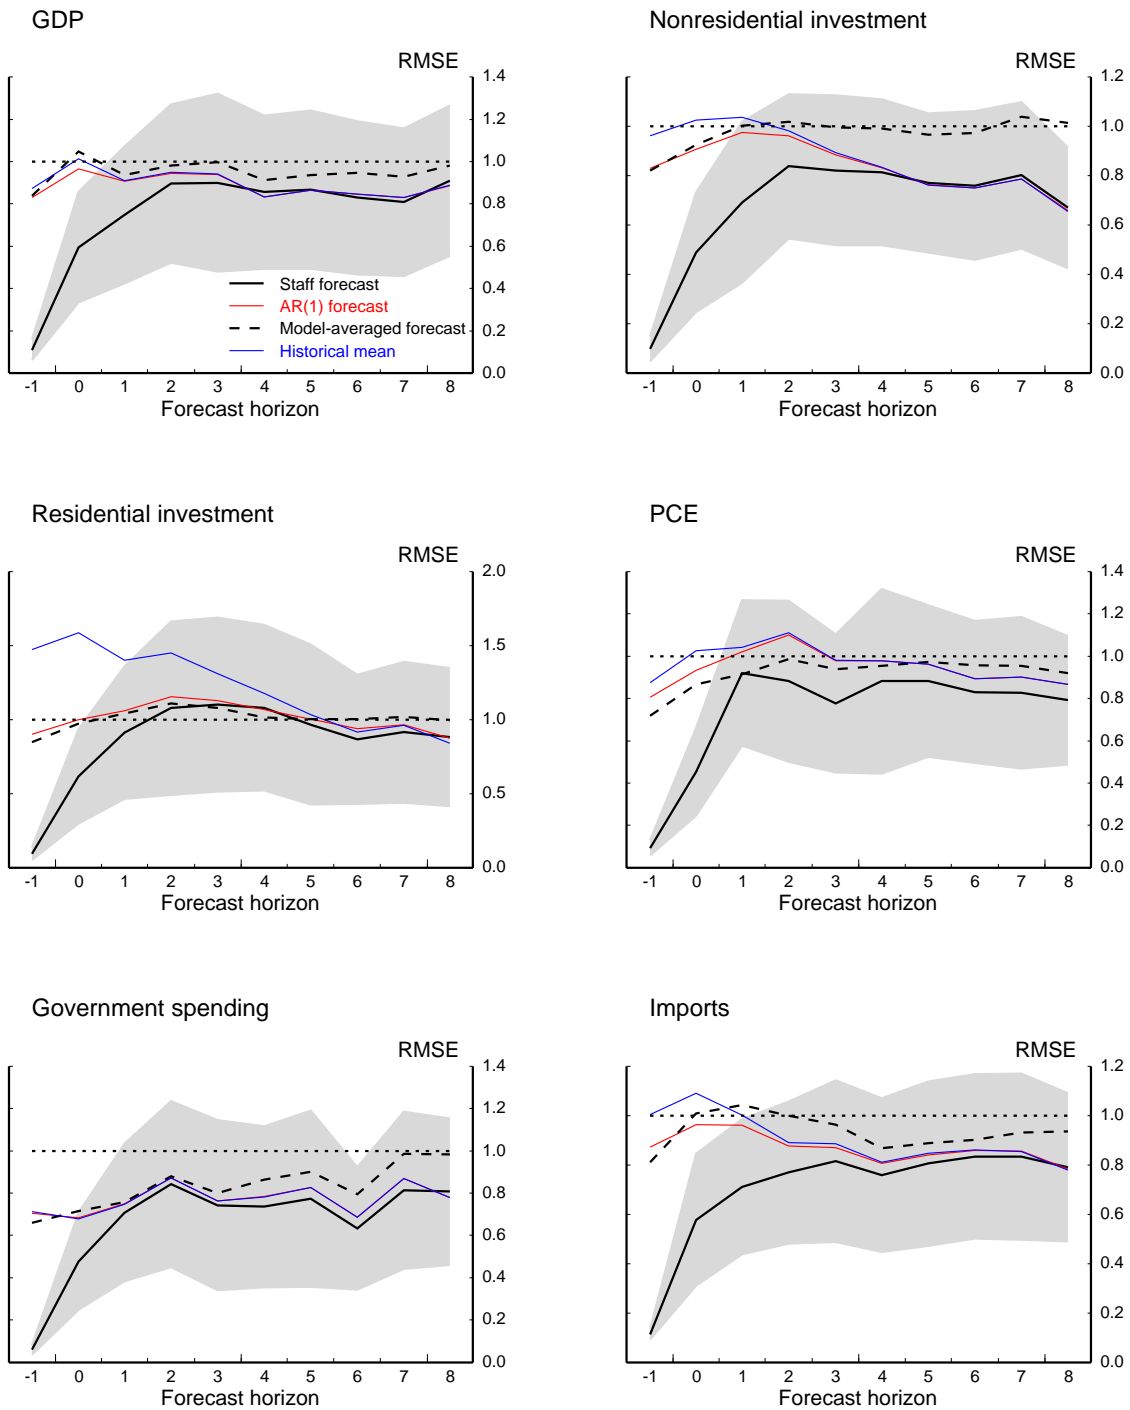 GDP
RMSE
1.4
1.2
1.0
0.8
0.6
0.4
0.2
0.0
Staff forecast
AR(1) forecast
Model-averaged forecast
Historical mean
-1 0 1 2 3 4 5 6 7 8
Forecast horizon
Nonresidential investment
RMSE
1.2
1.0
0.8
0.6
0.4
0.2
0.0
-1 0 1 2 3 4 5 6 7 8
Forecast horizon
Residential investment
RMSE
2.0
1.5
1.0
0.5
0.0
-1 0 1 2 3 4 5 6 7 8
Forecast horizon
PCE
RMSE
1.4
1.2
1.0
0.8
0.6
0.4
0.2
0.0
-1 0 1 2 3 4 5 6 7 8
Forecast horizon
Government spending
RMSE
1.4
1.2
1.0
0.8
0.6
0.4
0.2
0.0
-1 0 1 2 3 4 5 6 7 8
Forecast horizon
Imports
RMSE
1.2
1.0
0.8
0.6
0.4
0.2
0.0
-1 0 1 2 3 4 5 6 7 8
Forecast horizon